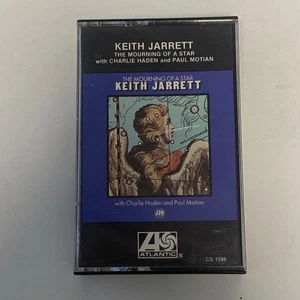 KEITH JARRETT
THE MOURNING OF A STAR
with CHARLIE HADEN and PAUL MOTIAN
THE MOURNING OF A STAR
KEITH JARRETT
with Charlie Haden and Paul Motian
ATLANTIC®
CS 1596